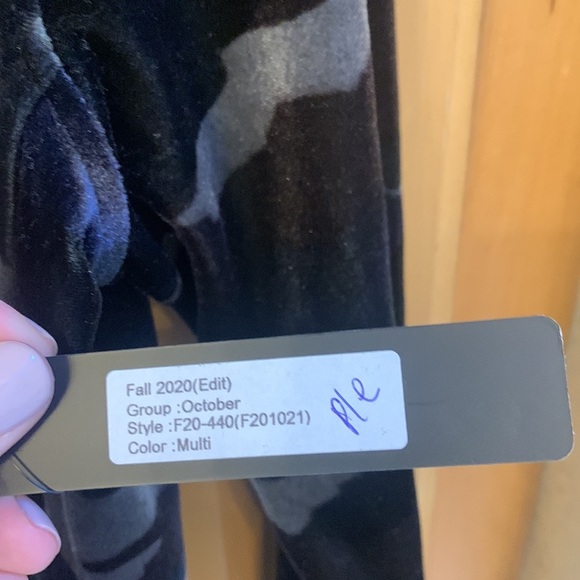 Fall 2020(Edit)
Group :October
Style :F20-440(F201021)
Color :Multi
P/e